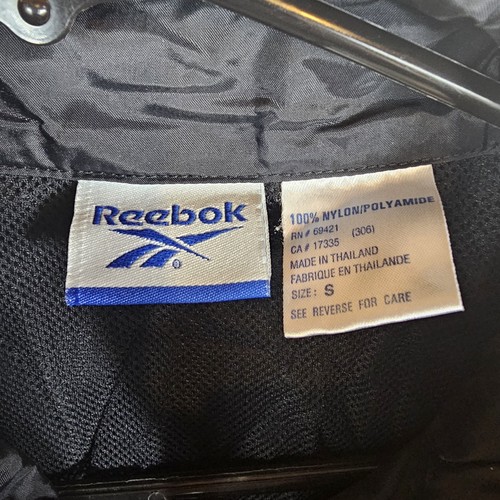 Reebok
®
100% NYLON/POLYAMIDE
RN# 69421 (306)
CA# 17335
MADE IN THAILAND
FABRIQUE EN THAILANDE
SIZE: S
SEE REVERSE FOR CARE